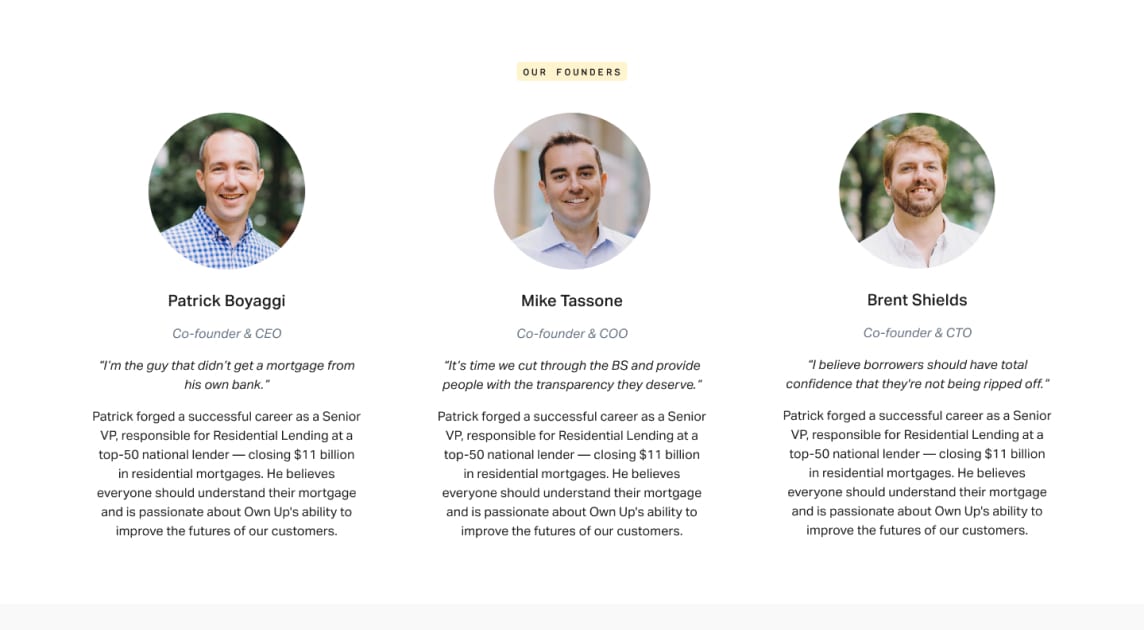 OUR FOUNDERS
Patrick Boyaggi
Co-founder & CEO
“I’m the guy that didn’t get a mortgage from
his own bank.”
Patrick forged a successful career as a Senior
VP, responsible for Residential Lending at a
top-50 national lender — closing $11 billion
in residential mortgages. He believes
everyone should understand their mortgage
and is passionate about Own Up's ability to
improve the futures of our customers.
Mike Tassone
Co-founder & COO
“It’s time we cut through the BS and provide
people with the transparency they deserve.”
Patrick forged a successful career as a Senior
VP, responsible for Residential Lending at a
top-50 national lender — closing $11 billion
in residential mortgages. He believes
everyone should understand their mortgage
and is passionate about Own Up's ability to
improve the futures of our customers.
Brent Shields
Co-founder & CTO
“I believe borrowers should have total
confidence that they're not being ripped off.”
Patrick forged a successful career as a Senior
VP, responsible for Residential Lending at a
top-50 national lender — closing $11 billion
in residential mortgages. He believes
everyone should understand their mortgage
and is passionate about Own Up's ability to
improve the futures of our customers.